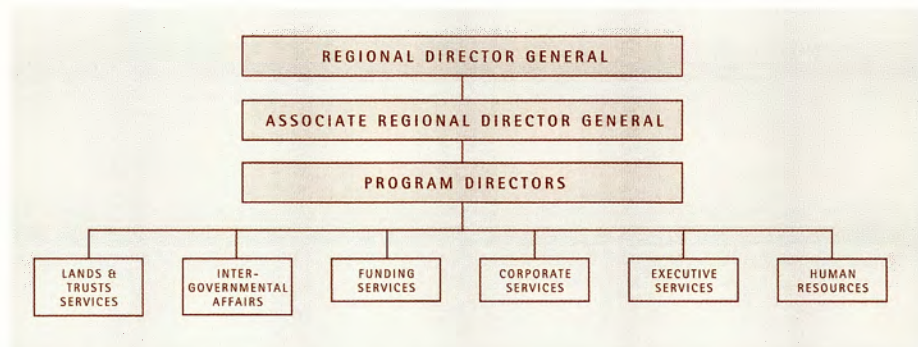 REGIONAL DIRECTOR GENERAL
ASSOCIATE REGIONAL DIRECTOR GENERAL
PROGRAM DIRECTORS
LANDS &
TRUSTS
SERVICES
INTER-
GOVERNMENTAL
AFFAIRS
FUNDING
SERVICES
CORPORATE
SERVICES
EXECUTIVE
SERVICES
HUMAN
RESOURCES